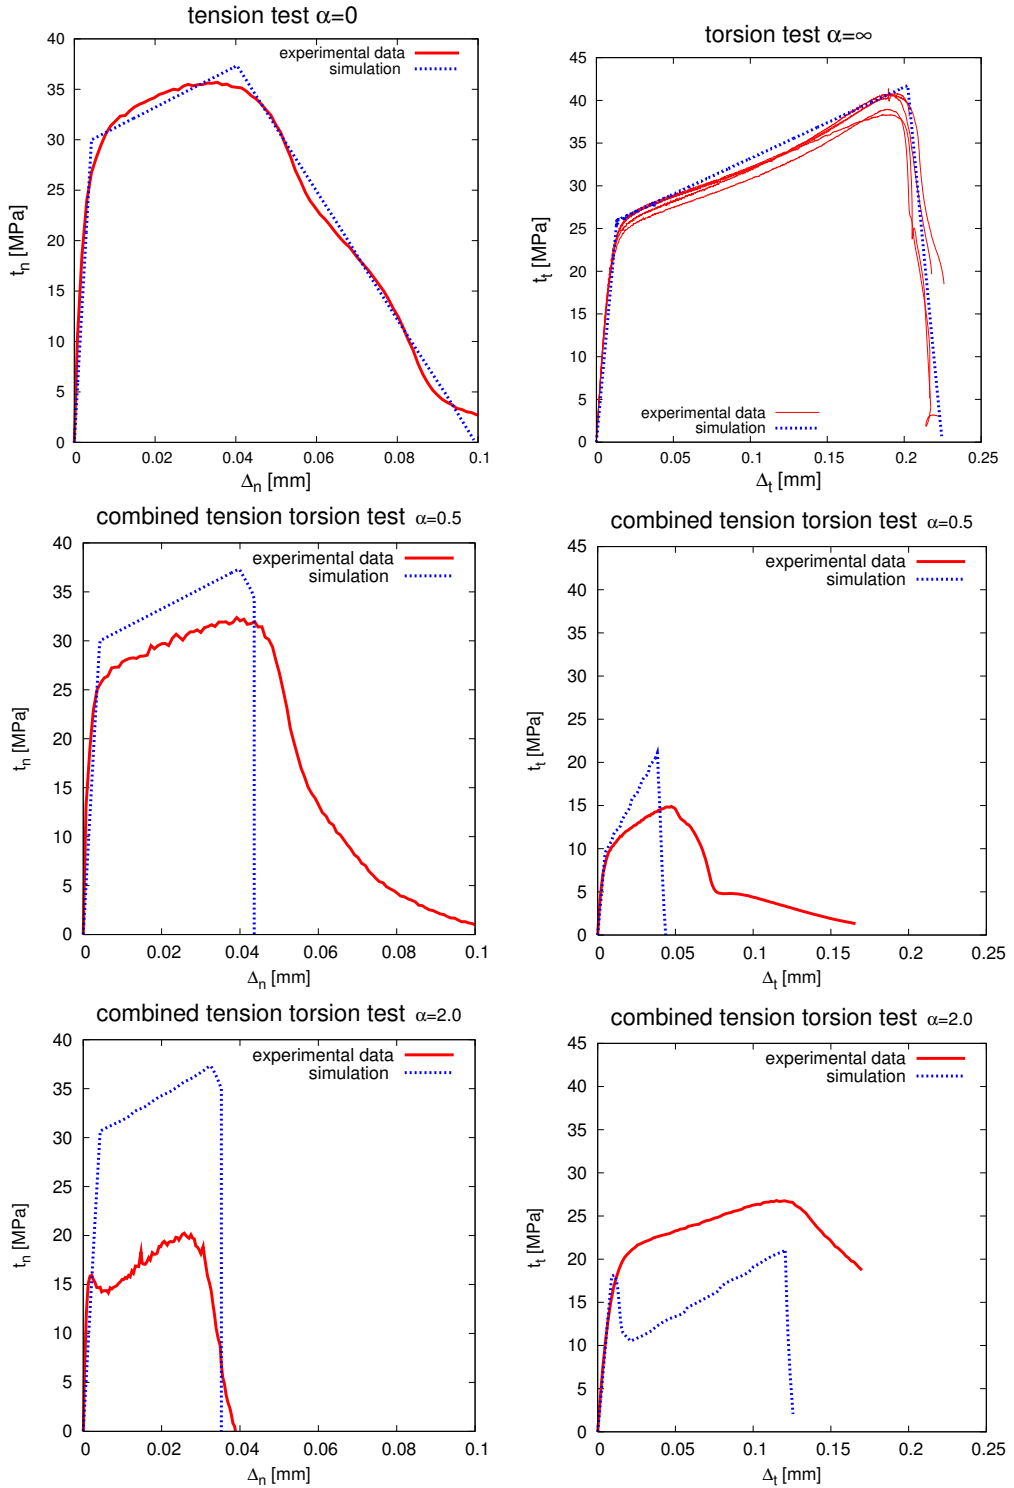 tension test α=0
40
35
30
25
20
15
10
5
0
t_n [MPa]
experimental data
simulation
0 0.02 0.04 0.06 0.08 0.1
Δ_n [mm]
torsion test α=∞
45
40
35
30
25
20
15
10
5
0
t_t [MPa]
experimental data
simulation
0 0.05 0.1 0.15 0.2 0.25
Δ_t [mm]
combined tension torsion test α=0.5
40
35
30
25
20
15
10
5
0
t_n [MPa]
experimental data
simulation
0 0.02 0.04 0.06 0.08 0.1
Δ_n [mm]
combined tension torsion test α=0.5
45
40
35
30
25
20
15
10
5
0
t_t [MPa]
experimental data
simulation
0 0.05 0.1 0.15 0.2 0.25
Δ_t [mm]
combined tension torsion test α=2.0
40
35
30
25
20
15
10
5
0
t_n [MPa]
experimental data
simulation
0 0.02 0.04 0.06 0.08 0.1
Δ_n [mm]
combined tension torsion test α=2.0
45
40
35
30
25
20
15
10
5
0
t_t [MPa]
experimental data
simulation
0 0.05 0.1 0.15 0.2 0.25
Δ_t [mm]